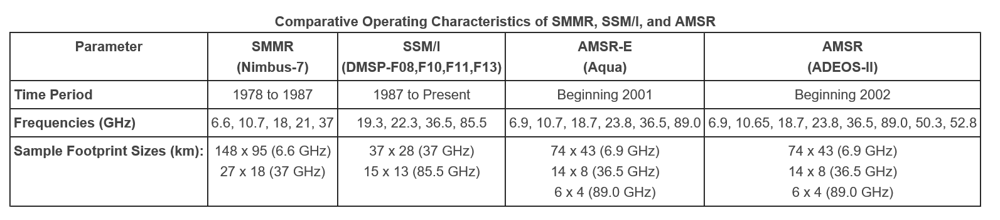 Comparative Operating Characteristics of SMMR, SSM/I, and AMSR
Parameter SMMR SSM/I AMSR-E AMSR
(Nimbus-7) (DMSP-F08,F10,F11,F13) (Aqua) (ADEOS-II)
Time Period 1978 to 1987 1987 to Present Beginning 2001 Beginning 2002
Frequencies (GHz) 6.6, 10.7, 18, 21, 37 19.3, 22.3, 36.5, 85.5 6.9, 10.7, 18.7, 23.8, 36.5, 89.0 6.9, 10.65, 18.7, 23.8, 36.5, 89.0, 50.3, 52.8
Sample Footprint Sizes (km): 148 x 95 (6.6 GHz) 37 x 28 (37 GHz) 74 x 43 (6.9 GHz) 74 x 43 (6.9 GHz)
27 x 18 (37 GHz) 15 x 13 (85.5 GHz) 14 x 8 (36.5 GHz) 14 x 8 (36.5 GHz)
6 x 4 (89.0 GHz) 6 x 4 (89.0 GHz)